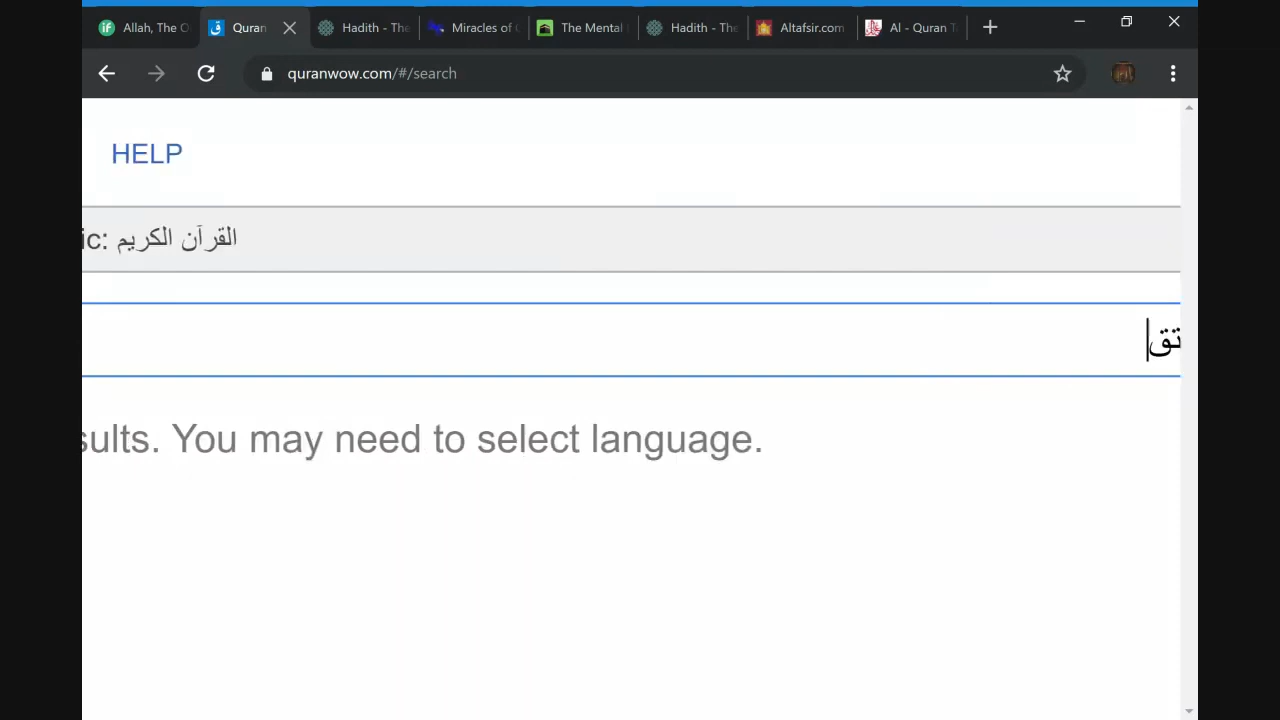 Allah, The O
Quran
Hadith - The
Miracles of
The Mental
Hadith - The
Altafsir.com
Al - Quran T
quranwow.com/#/search
HELP
ic: القرآن الكريم
تق
sults. You may need to select language.